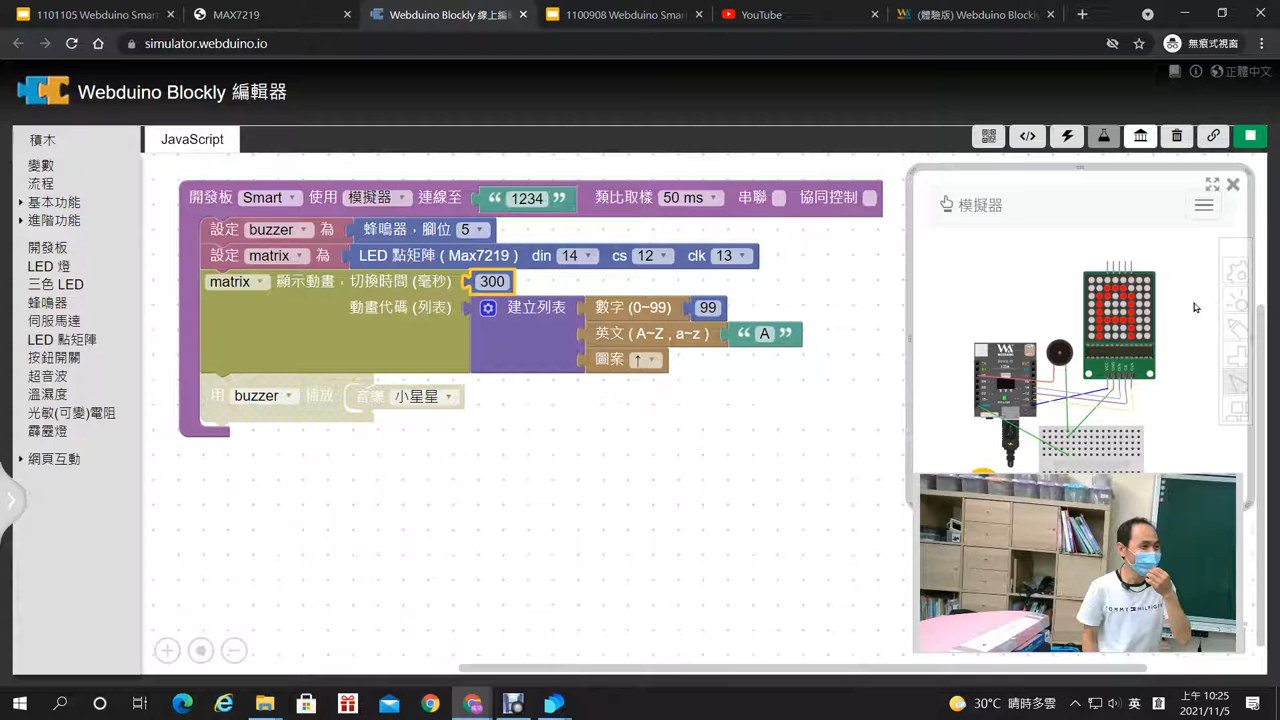 1101105 Webduino Smar
MAX7219
Webduino Blockly 線上編
1100908 Webduino Smar
YouTube
(體驗版) Webduino Blockly
simulator.webduino.io
無痕式視窗
正體中文
Webduino Blockly 編輯器
積木
JavaScript
變數
流程
基本功能
進階功能
開發板
LED 燈
三色 LED
蜂鳴器
伺服馬達
LED 點矩陣
按鈕開關
超音波
溫濕度
光敏(可變)電阻
霹靂燈
網頁互動
開發板 Smart 使用 模擬器 連線至 “ 1234 ” 類比取樣 50 ms 串聯 協同控制
設定 buzzer 為 蜂鳴器，腳位 5
設定 matrix 為 LED 點矩陣 ( Max7219 ) din 14 cs 12 clk 13
matrix 顯示動畫，切換時間 (毫秒) 300
動畫代碼 (列表) 建立列表 數字 (0~99) 99
英文 ( A~Z , a~z ) “ A ”
圖案 ↑
用 buzzer 播放 音樂 小星星
模擬器
TOMMY HILFIGER
30°C 晴時多雲
英
上午 10:25
2021/11/5